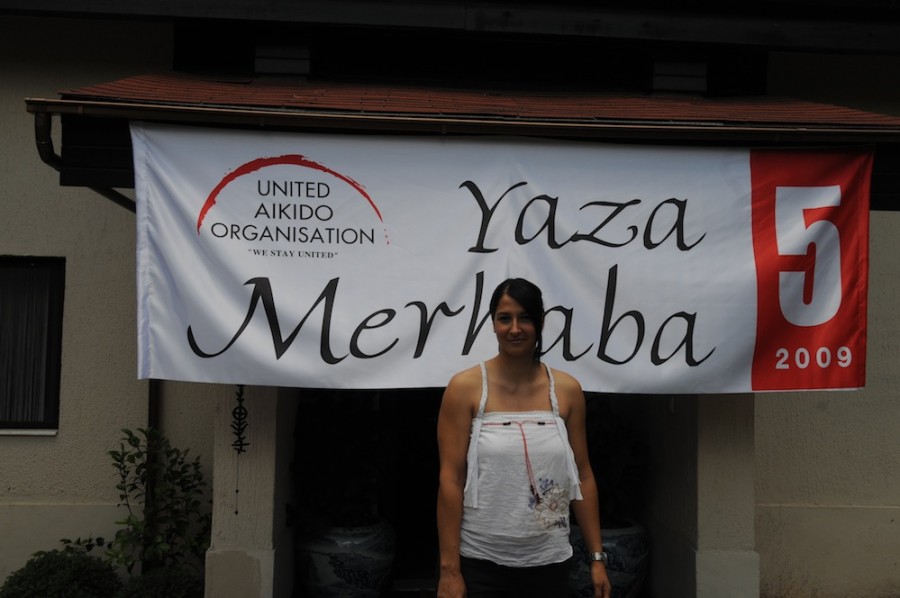 UNITED
AIKIDO
ORGANISATION
"WE STAY UNITED"
Yaza
Merhaba
5
2009